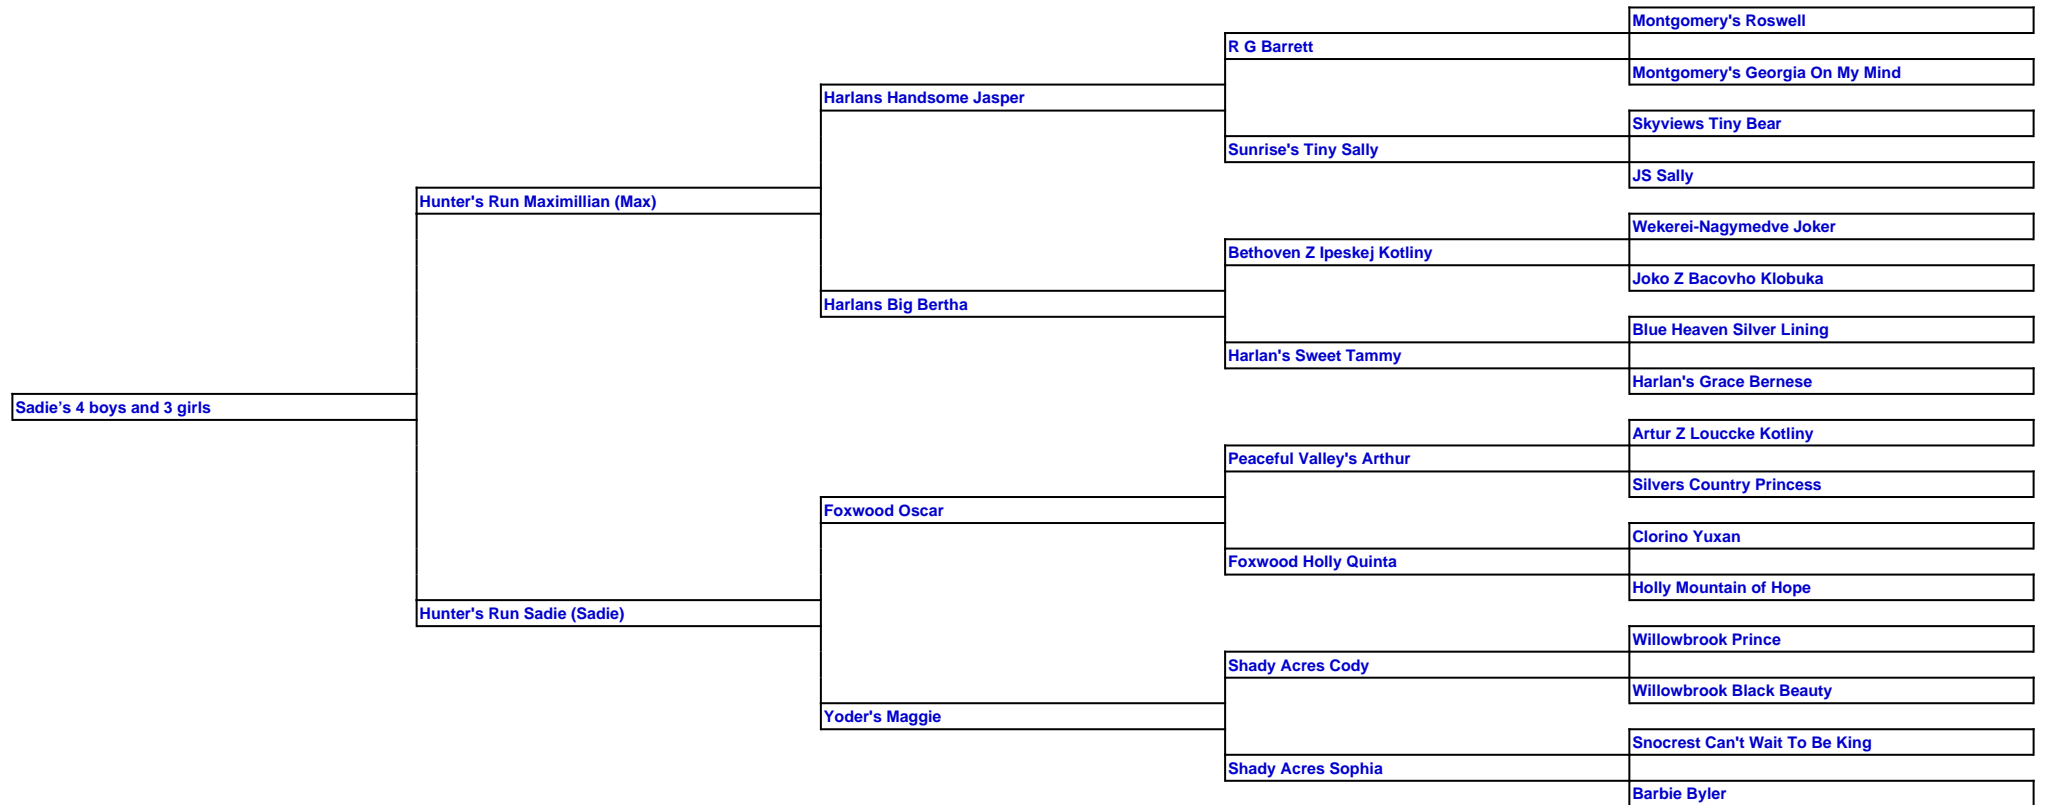 Montgomery's Roswell
R G Barrett
Montgomery's Georgia On My Mind
Harlans Handsome Jasper
Skyviews Tiny Bear
Sunrise's Tiny Sally
JS Sally
Hunter's Run Maximillian (Max)
Wekerei-Nagymedve Joker
Bethoven Z Ipeskej Kotliny
Joko Z Bacovho Klobuka
Harlans Big Bertha
Blue Heaven Silver Lining
Harlan's Sweet Tammy
Harlan's Grace Bernese
Sadie’s 4 boys and 3 girls
Artur Z Louccke Kotliny
Peaceful Valley's Arthur
Silvers Country Princess
Foxwood Oscar
Clorino Yuxan
Foxwood Holly Quinta
Holly Mountain of Hope
Hunter's Run Sadie (Sadie)
Willowbrook Prince
Shady Acres Cody
Willowbrook Black Beauty
Yoder's Maggie
Snocrest Can't Wait To Be King
Shady Acres Sophia
Barbie Byler